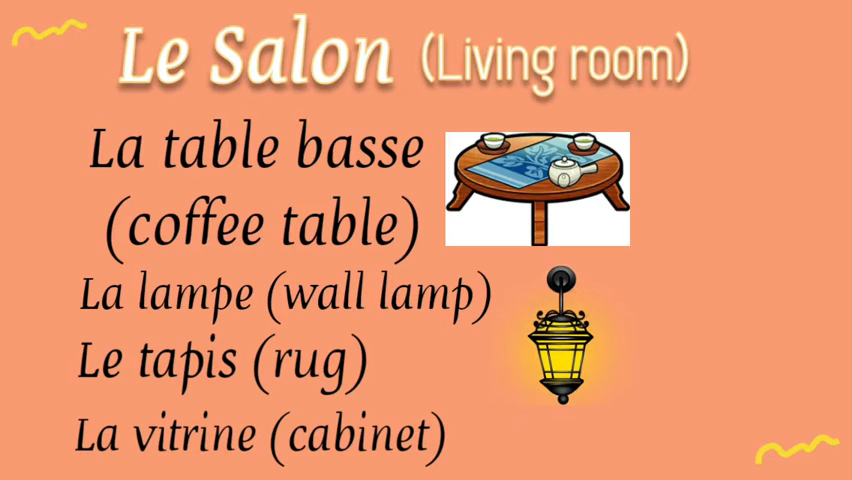 Le Salon (Living room)
La table basse
(coffee table)
La lampe (wall lamp)
Le tapis (rug)
La vitrine (cabinet)